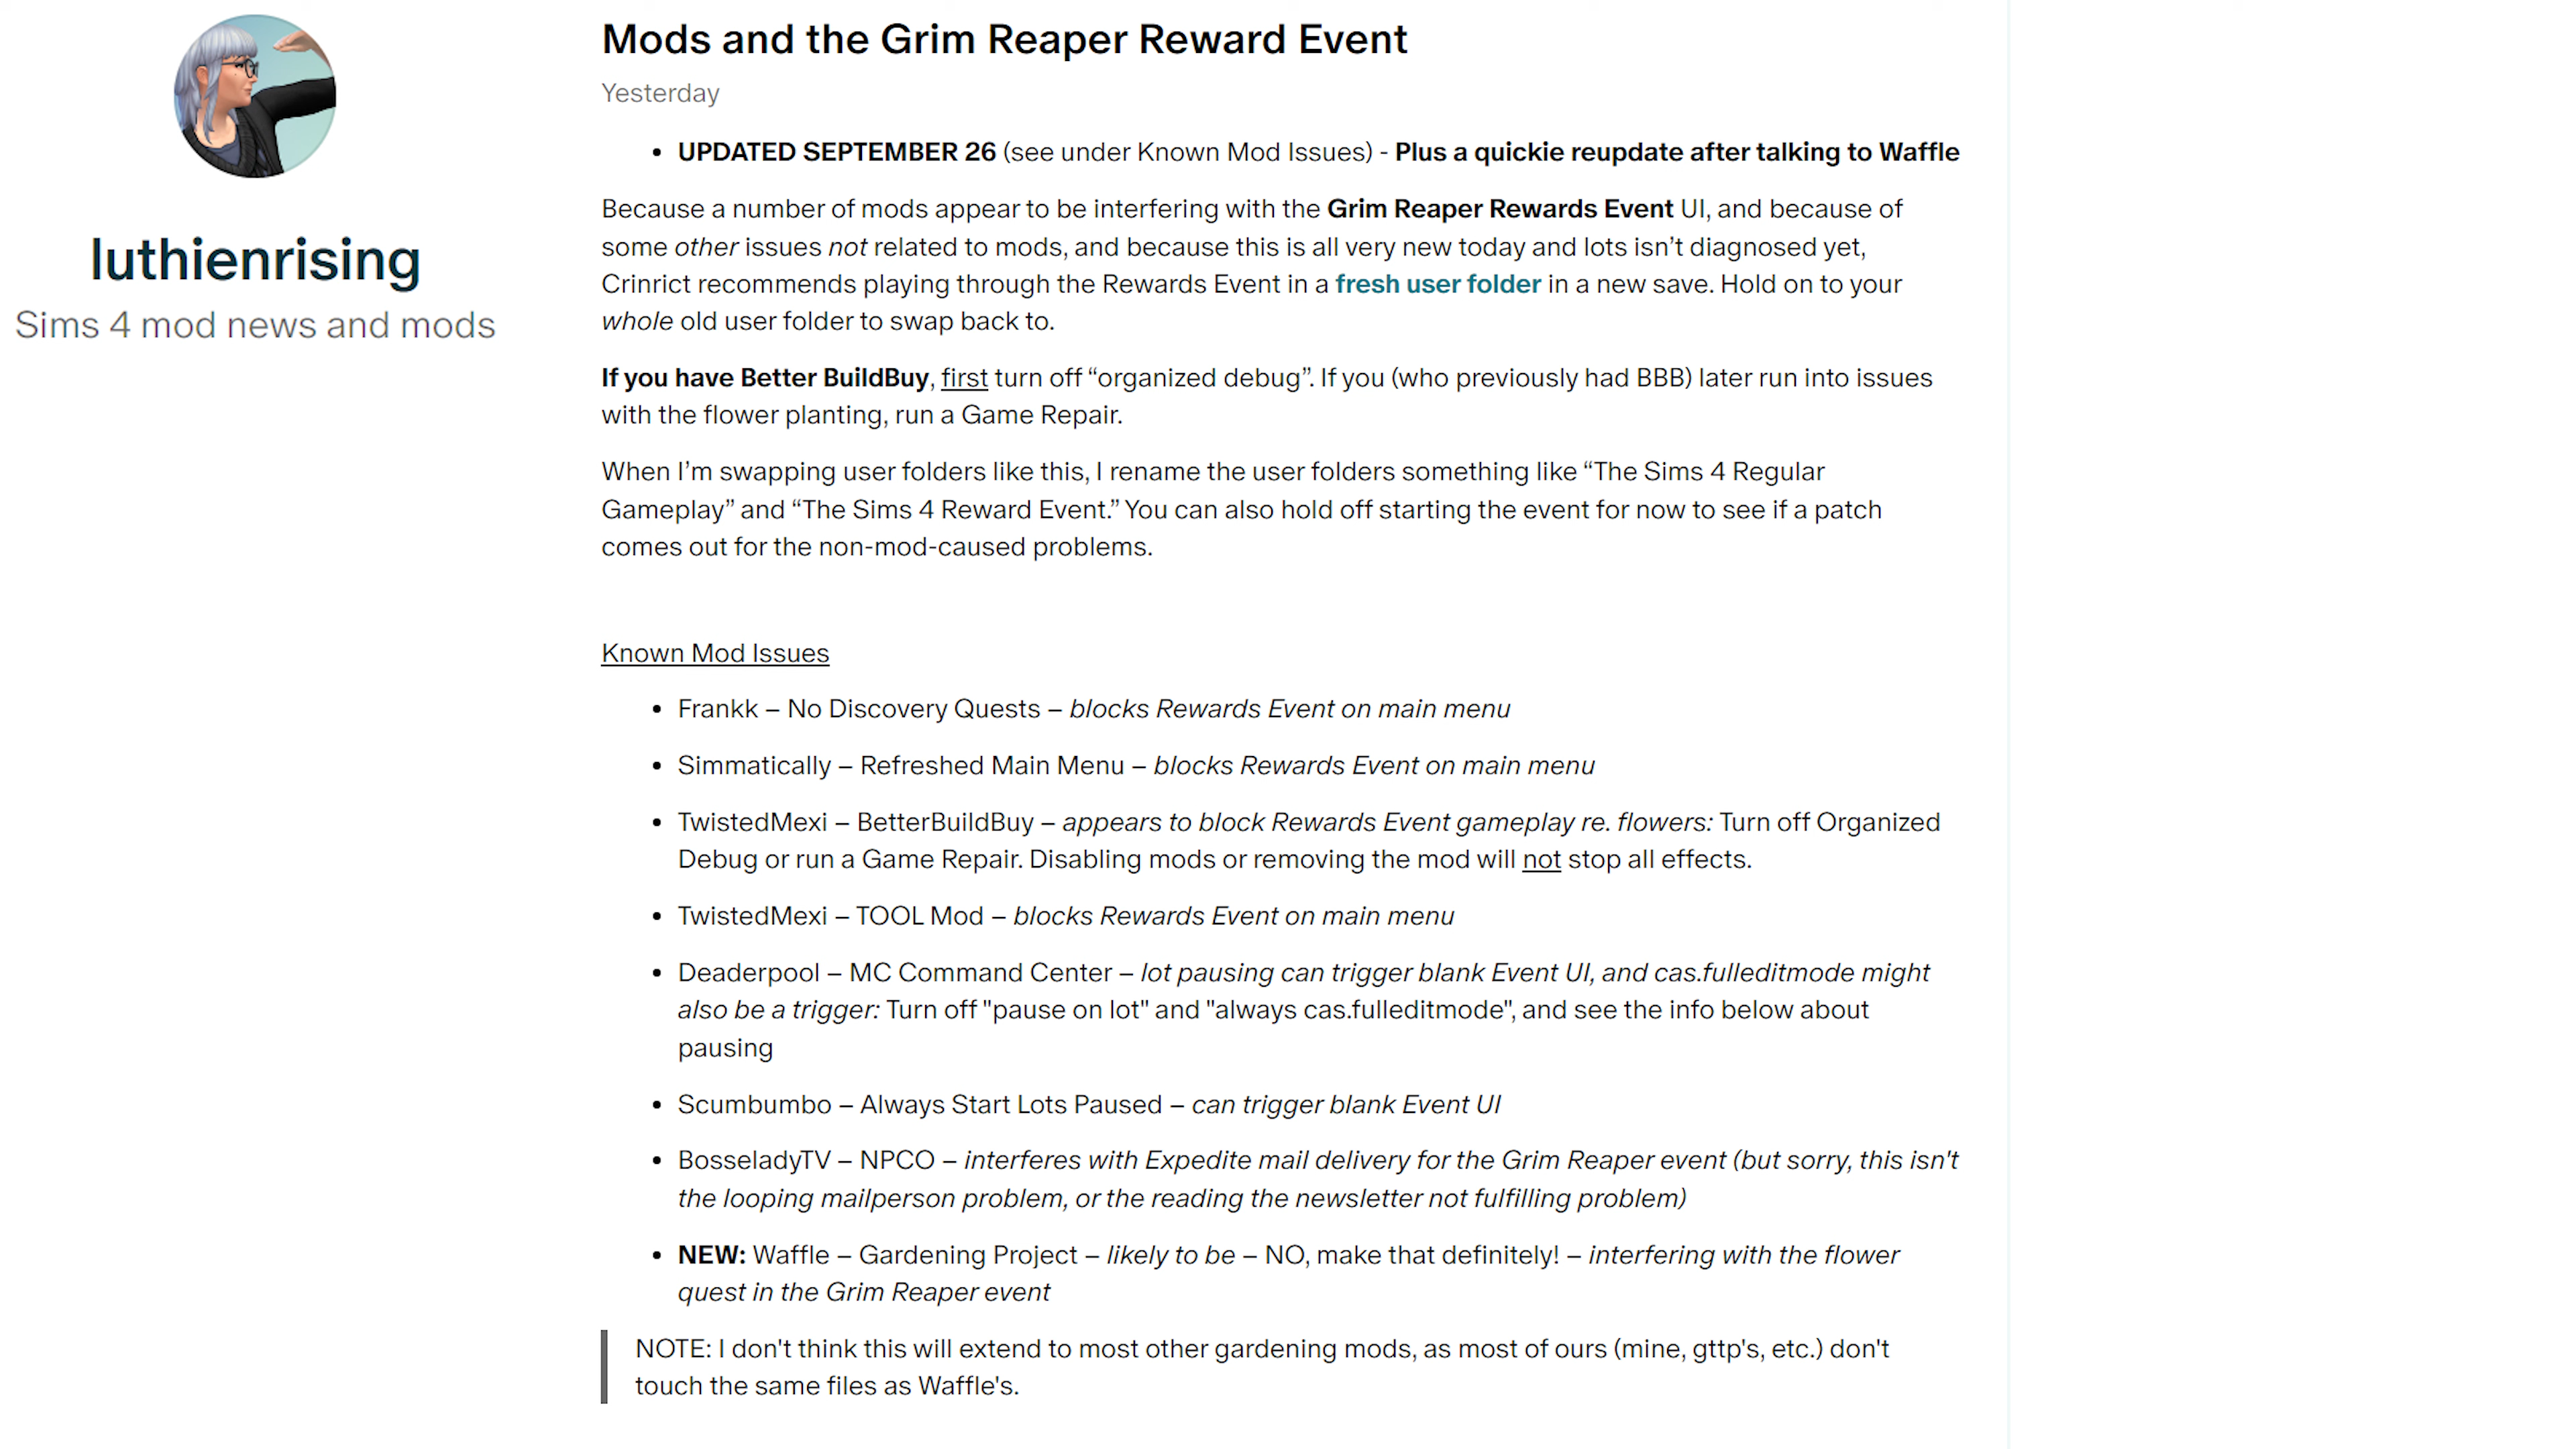 luthienrising
Sims 4 mod news and mods
Mods and the Grim Reaper Reward Event
Yesterday
• UPDATED SEPTEMBER 26 (see under Known Mod Issues) - Plus a quickie reupdate after talking to Waffle
Because a number of mods appear to be interfering with the Grim Reaper Rewards Event UI, and because of
some other issues not related to mods, and because this is all very new today and lots isn’t diagnosed yet,
Crinrict recommends playing through the Rewards Event in a fresh user folder in a new save. Hold on to your
whole old user folder to swap back to.
If you have Better BuildBuy, first turn off “organized debug”. If you (who previously had BBB) later run into issues
with the flower planting, run a Game Repair.
When I’m swapping user folders like this, I rename the user folders something like “The Sims 4 Regular
Gameplay” and “The Sims 4 Reward Event.” You can also hold off starting the event for now to see if a patch
comes out for the non-mod-caused problems.
Known Mod Issues
• Frankk – No Discovery Quests – blocks Rewards Event on main menu
• Simmatically – Refreshed Main Menu – blocks Rewards Event on main menu
• TwistedMexi – BetterBuildBuy – appears to block Rewards Event gameplay re. flowers: Turn off Organized
Debug or run a Game Repair. Disabling mods or removing the mod will not stop all effects.
• TwistedMexi – TOOL Mod – blocks Rewards Event on main menu
• Deaderpool – MC Command Center – lot pausing can trigger blank Event UI, and cas.fulleditmode might
also be a trigger: Turn off "pause on lot" and "always cas.fulleditmode", and see the info below about
pausing
• Scumbumbo – Always Start Lots Paused – can trigger blank Event UI
• BosseladyTV – NPCO – interferes with Expedite mail delivery for the Grim Reaper event (but sorry, this isn't
the looping mailperson problem, or the reading the newsletter not fulfilling problem)
• NEW: Waffle – Gardening Project – likely to be – NO, make that definitely! – interfering with the flower
quest in the Grim Reaper event
NOTE: I don't think this will extend to most other gardening mods, as most of ours (mine, gttp's, etc.) don't
touch the same files as Waffle's.